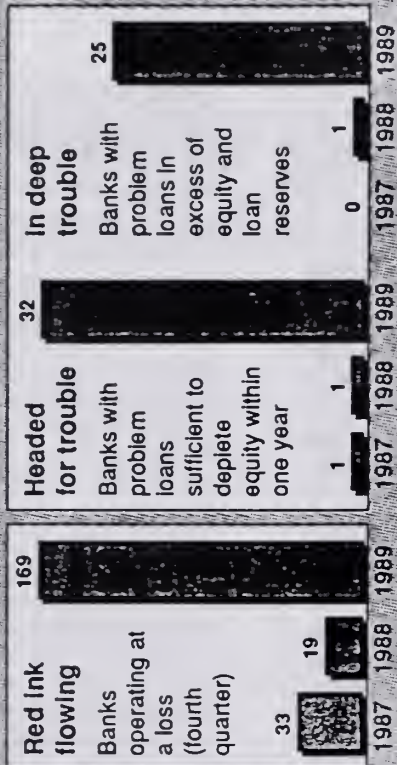 Red ink
flowing
Banks
operating at
a loss
(fourth
quarter)
33
19
169
1987 1988 1989
Headed
for trouble
Banks with
problem
loans
sufficient to
deplete
equity within
one year
1
1
32
1987 1988 1989
In deep
trouble
Banks with
problem
loans in
excess of
equity and
loan
reserves
0
1
25
1987 1988 1989